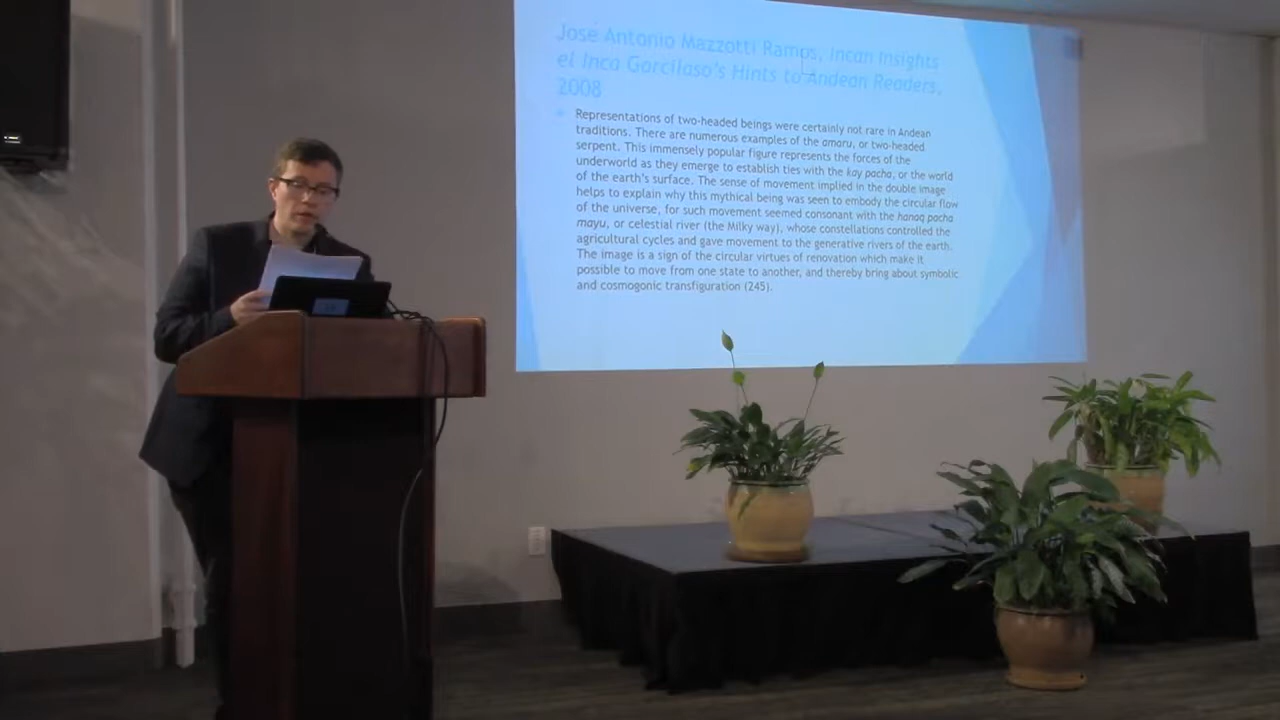 Jose Antonio Mazzotti Ramos, Incan Insights
el Inca Garcilaso's Hints to Andean Readers,
2008
Representations of two-headed beings were certainly not rare in Andean
traditions. There are numerous examples of the amaru, or two-headed
serpent. This immensely popular figure represents the forces of the
underworld as they emerge to establish ties with the kay pacha, or the world
of the earth's surface. The sense of movement implied in the double image
helps to explain why this mythical being was seen to embody the circular flow
of the universe, for such movement seemed consonant with the hanaq pacha
mayu, or celestial river (the Milky way), whose constellations controlled the
agricultural cycles and gave movement to the generative rivers of the earth.
The image is a sign of the circular virtues of renovation which make it
possible to move from one state to another, and thereby bring about symbolic
and cosmogonic transfiguration (245).